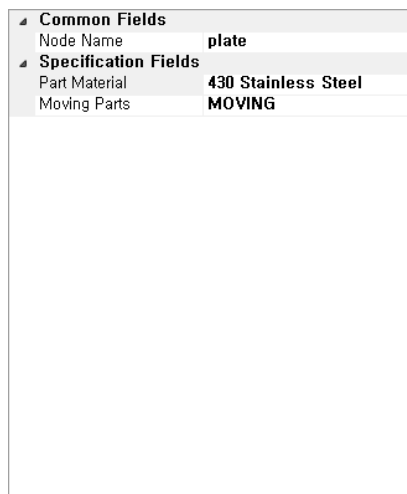 Common Fields
Node Name plate
Specification Fields
Part Material 430 Stainless Steel
Moving Parts MOVING